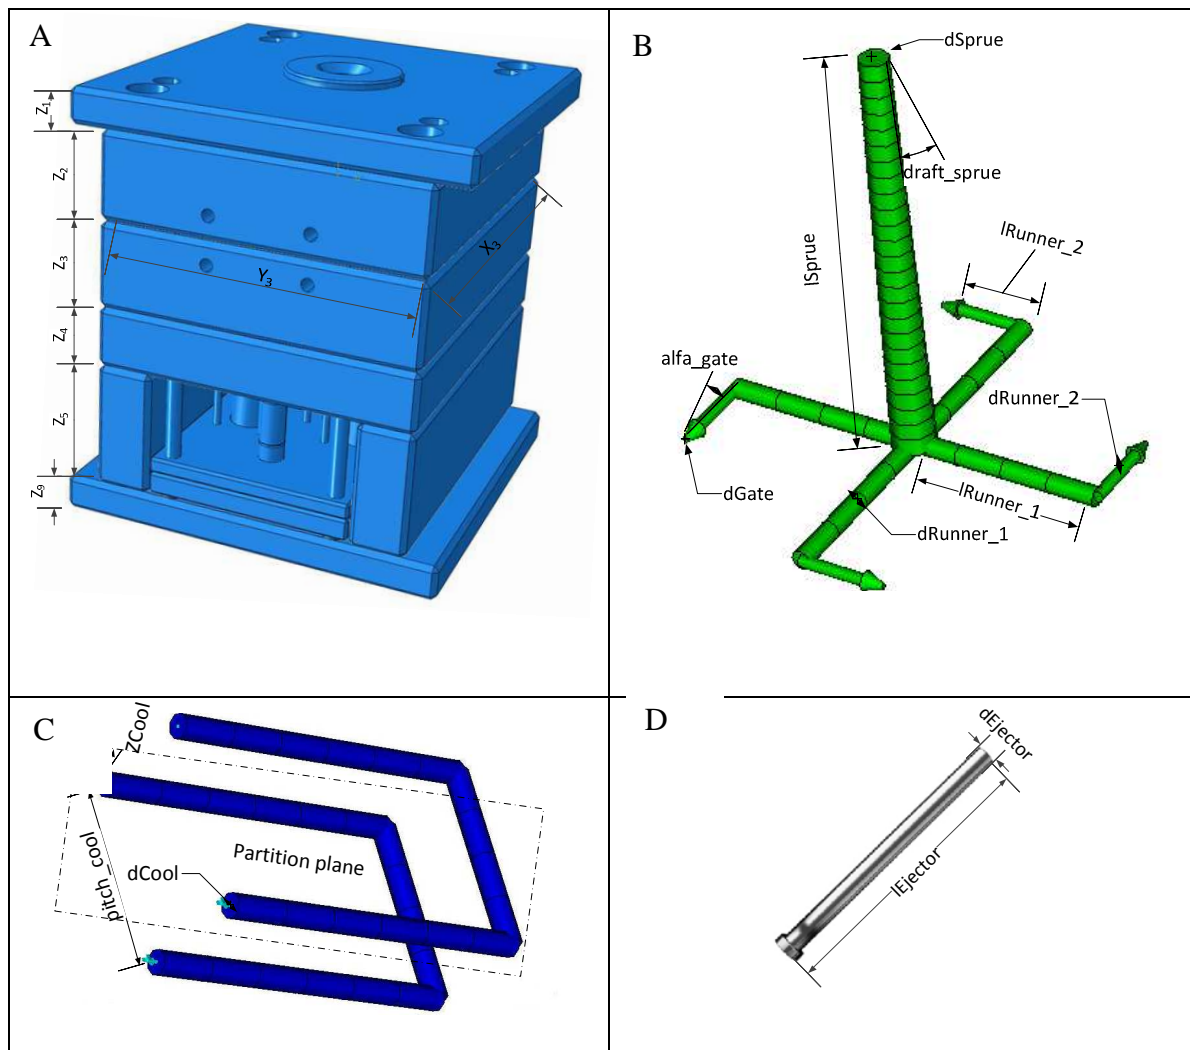 A
Z1
Z2
Z3
Z4
Z5
Z9
Y3
X3
B
dSprue
draft_sprue
lSprue
lRunner_2
alfa_gate
dRunner_2
dGate
lRunner_1
dRunner_1
C
ZCool
Partition plane
dCool
pitch_cool
D
dEjector
lEjector